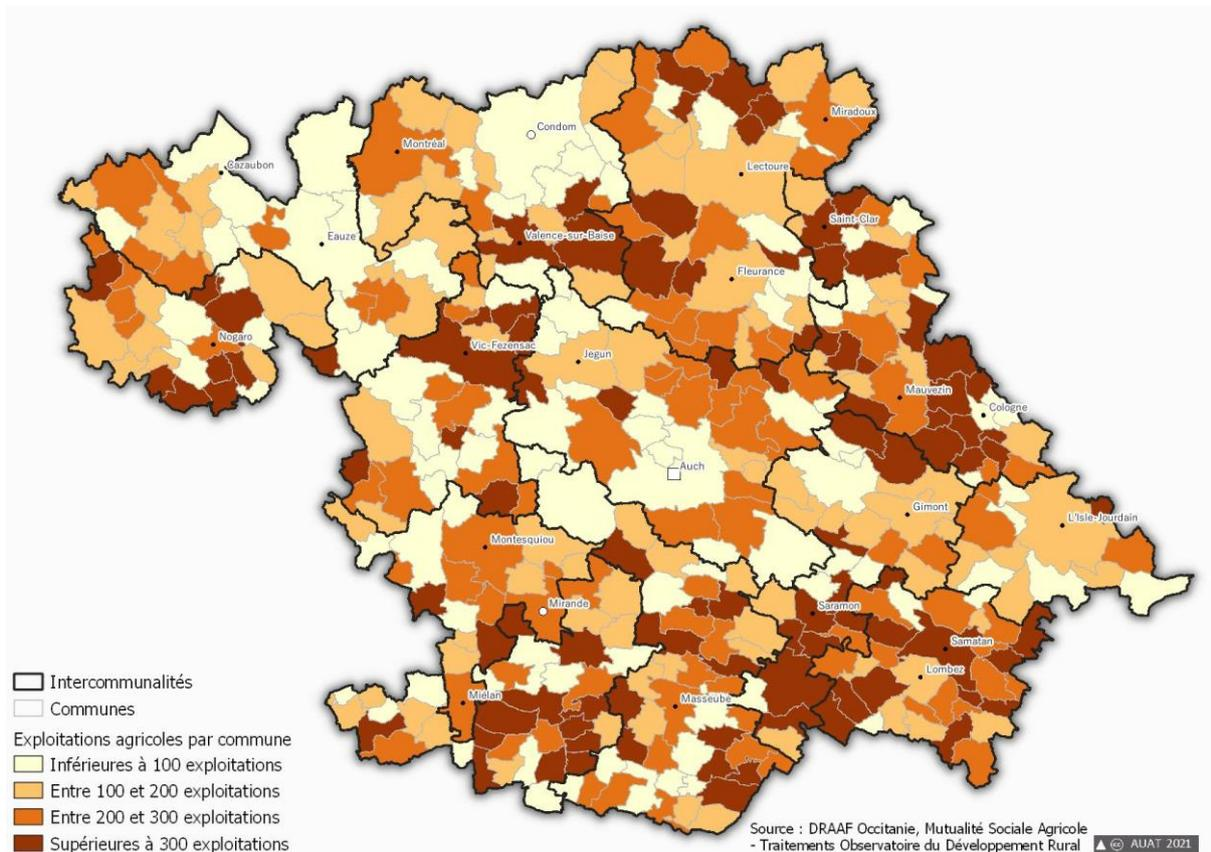 Condom
Miradoux
Montréal
Cazaubon
Lectoure
Saint-Clar
Eauze
Valence-sur-Baïse
Fleurance
Nogaro
Vic-Fezensac
Jegun
Mauvezin
Cologne
Auch
Gimont
L'Isle-Jourdain
Montesquiou
Mirande
Saramon
Samatan
Lombez
Miélan
Masseube
Intercommunalités
Communes
Exploitations agricoles par commune
Inférieures à 100 exploitations
Entre 100 et 200 exploitations
Entre 200 et 300 exploitations
Supérieures à 300 exploitations
Source : DRAAF Occitanie, Mutualité Sociale Agricole
- Traitements Observatoire du Développement Rural
cc AUAT 2021